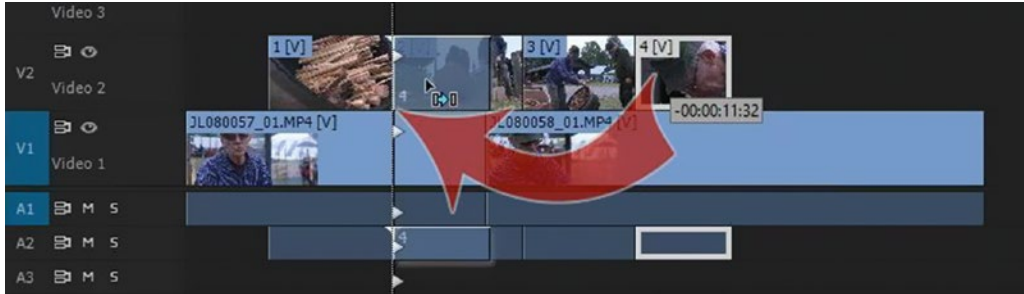 Video 3
V2
Video 2
1 [V]
3 [V]
4 [V]
4
-00:00:11:32
V1
Video 1
JL080057_01.MP4 [V]
JL080058_01.MP4 [V]
A1 M S
A2 M S
4
A3 M S